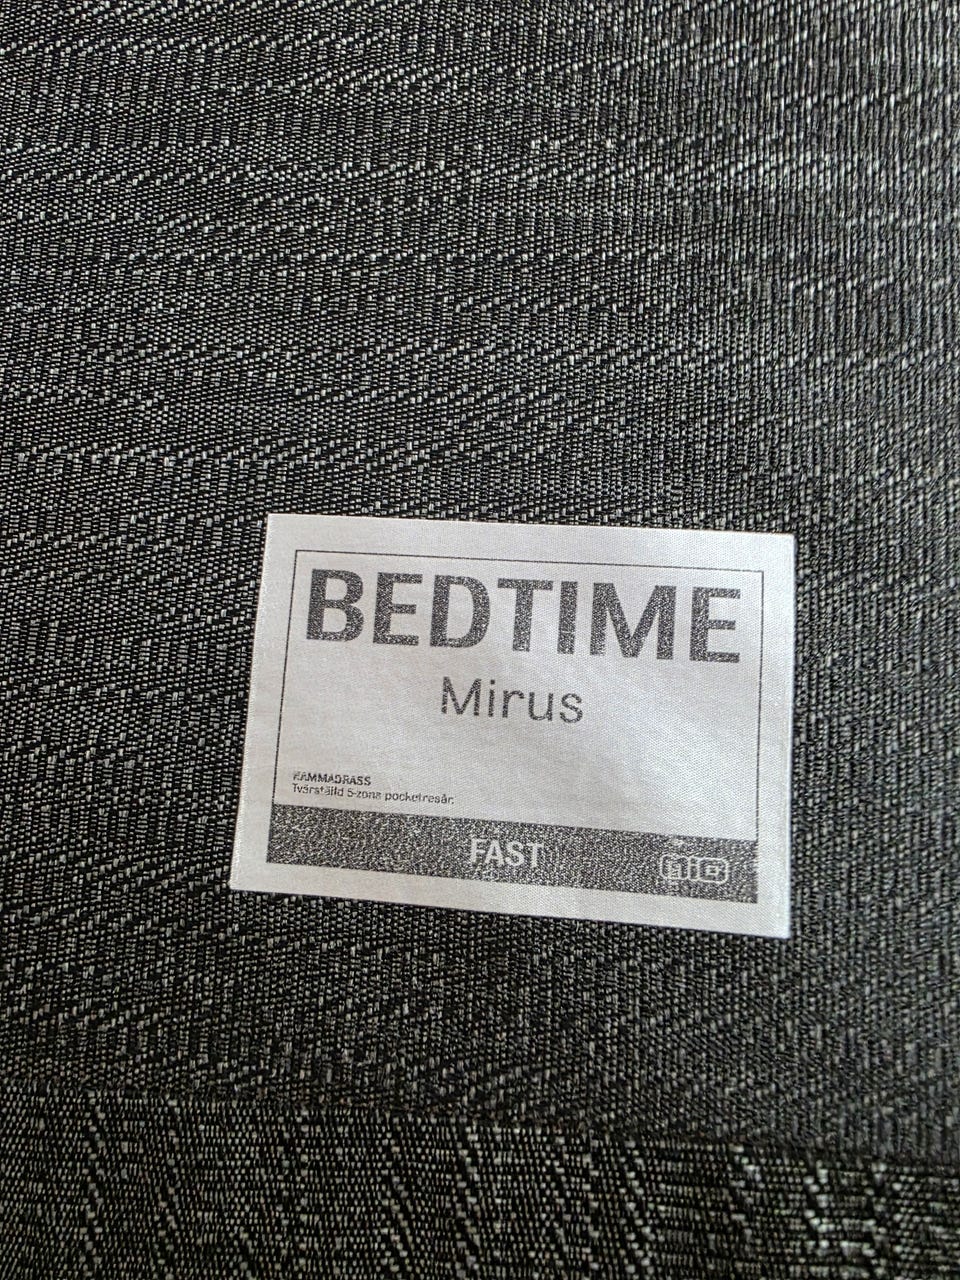 BEDTIME
Mirus
RAMMADRASS
Tvärställd 5-zons pocketresår.
FAST